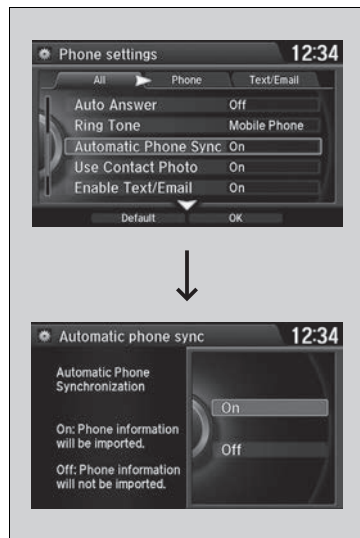 Phone settings 12:34
All Phone Text/Email
Auto Answer Off
Ring Tone Mobile Phone
Automatic Phone Sync On
Use Contact Photo On
Enable Text/Email On
Default OK
Automatic phone sync 12:34
Automatic Phone
Synchronization
On: Phone information
will be imported.
Off: Phone information
will not be imported.
On
Off